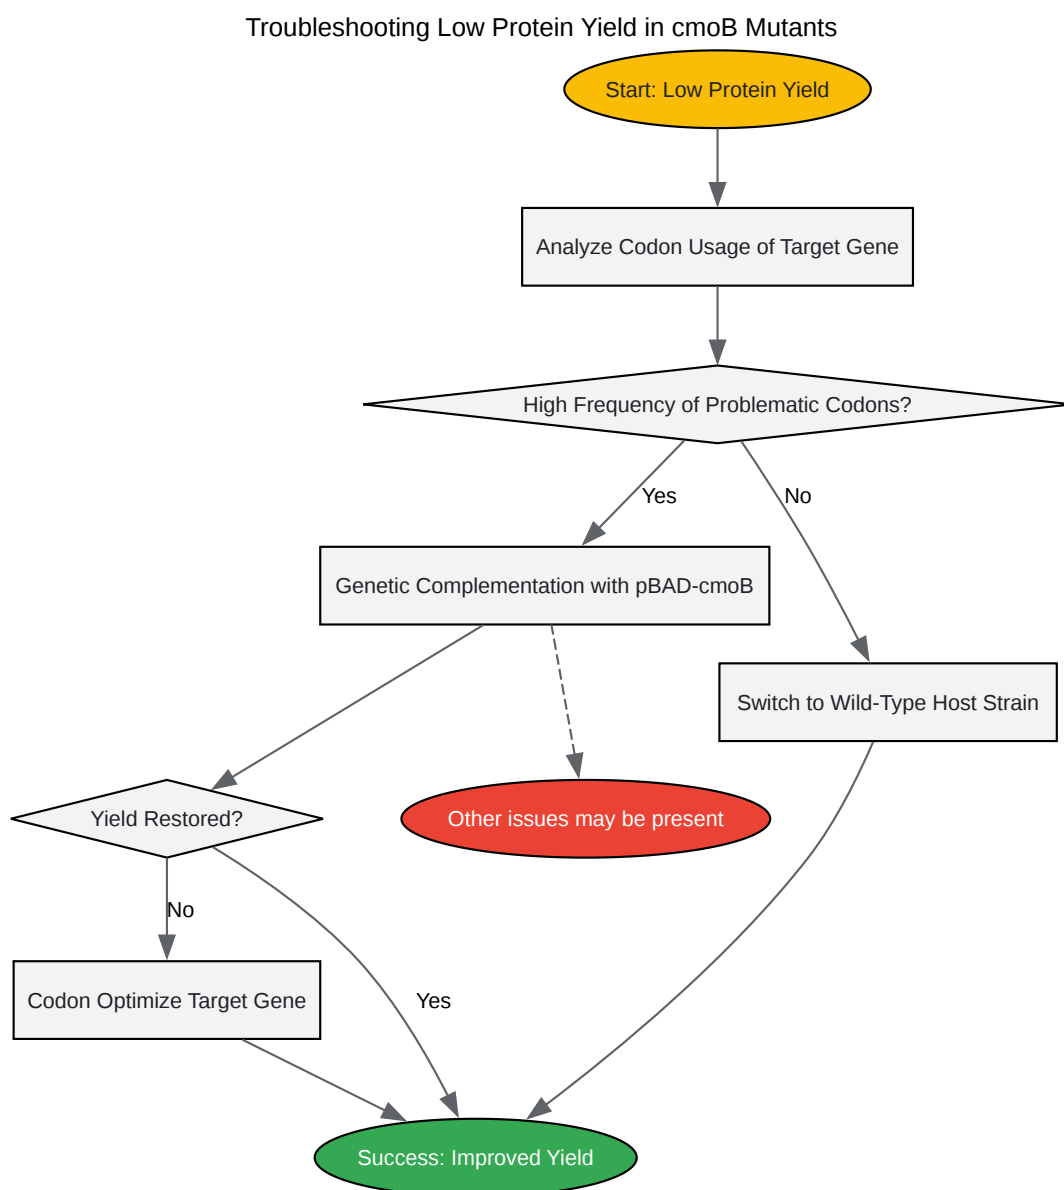 Troubleshooting Low Protein Yield in cmoB Mutants
Start: Low Protein Yield
Analyze Codon Usage of Target Gene
High Frequency of Problematic Codons?
Yes
No
Genetic Complementation with pBAD-cmoB
Switch to Wild-Type Host Strain
Yield Restored?
Other issues may be present
No
Codon Optimize Target Gene
Yes
Success: Improved Yield